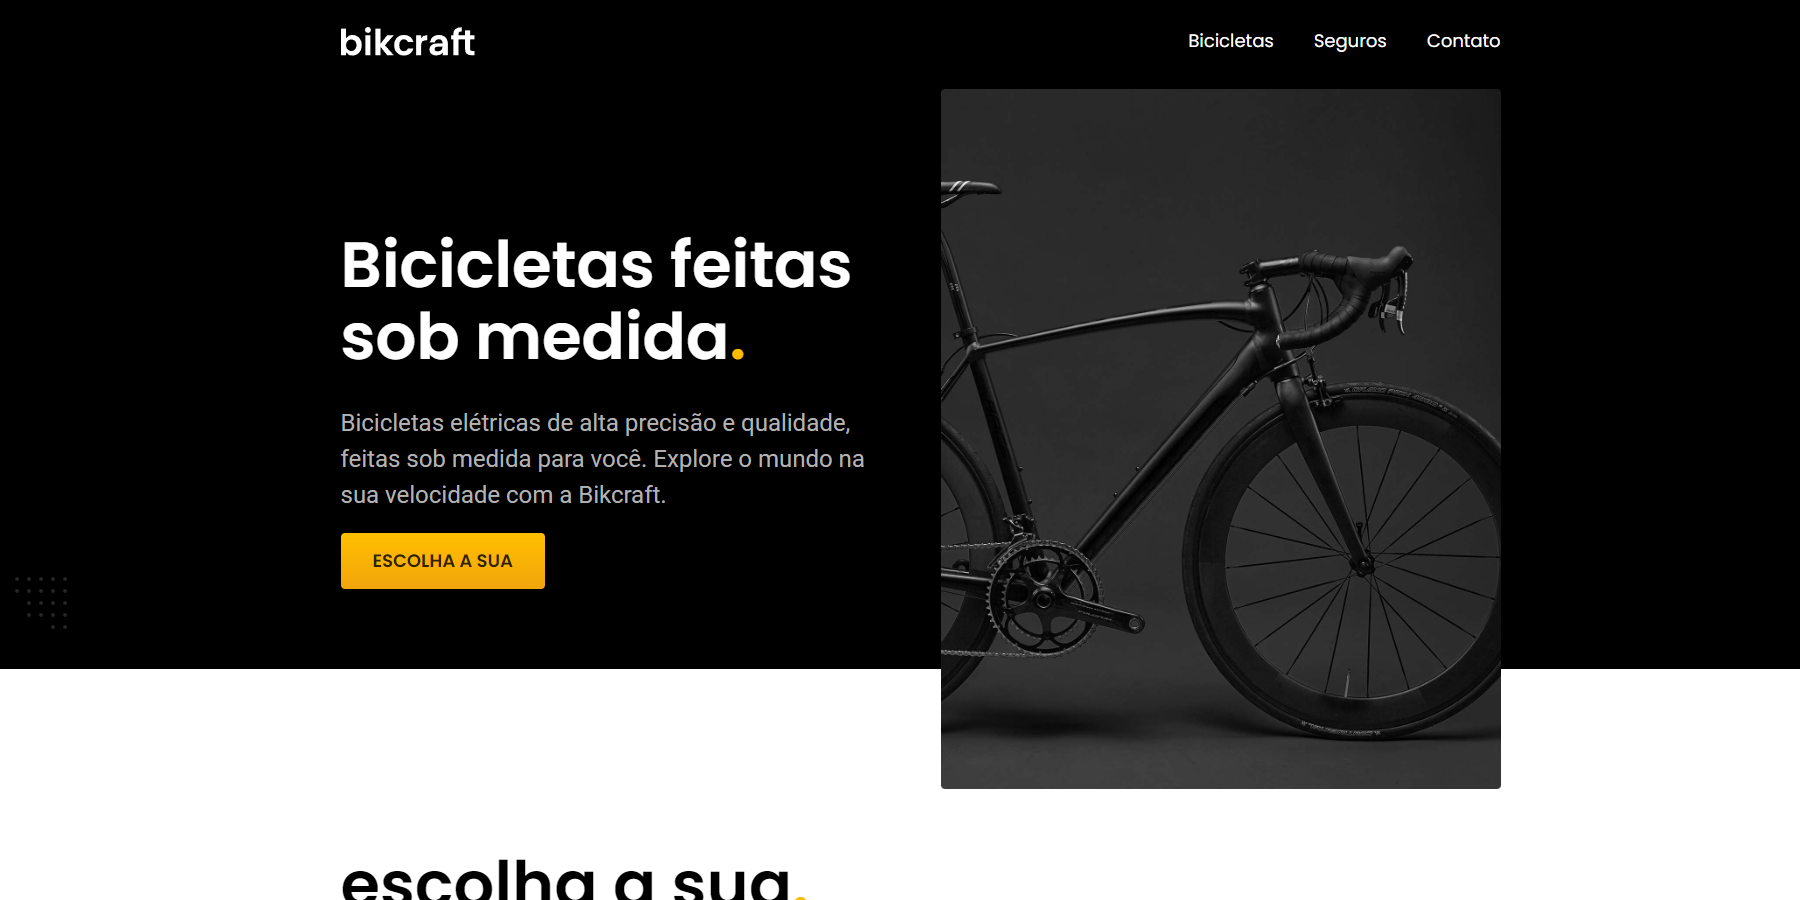 bikcraft
Bicicletas
Seguros
Contato
Bicicletas feitas
sob medida.
Bicicletas elétricas de alta precisão e qualidade,
feitas sob medida para você. Explore o mundo na
sua velocidade com a Bikcraft.
ESCOLHA A SUA
escolha a sua.